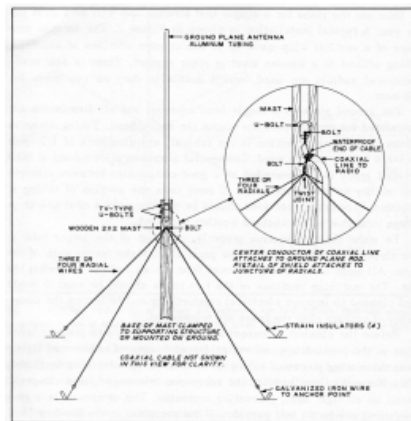 GROUND PLANE ANTENNA
ALUMINUM TUBING
MAST
U-BOLT
BOLT
WATERPROOF
END OF CABLE
BOLT
COAXIAL
LINE TO
RADIO
THREE OR
FOUR
RADIALS
TWIST
JOINT
TV-TYPE
U-BOLTS
WOODEN 2X2 MAST
BOLT
CENTER CONDUCTOR OF COAXIAL LINE
ATTACHES TO GROUND PLANE ROD.
PIGTAIL OF SHIELD ATTACHES TO
JUNCTURE OF RADIALS.
THREE OR
FOUR RADIAL
WIRES
BASE OF MAST CLAMPED
TO SUPPORTING STRUCTURE
OR MOUNTED ON GROUND.
STRAIN INSULATORS (4)
COAXIAL CABLE NOT SHOWN
IN THIS VIEW FOR CLARITY.
GALVANIZED IRON WIRE
TO ANCHOR POINT